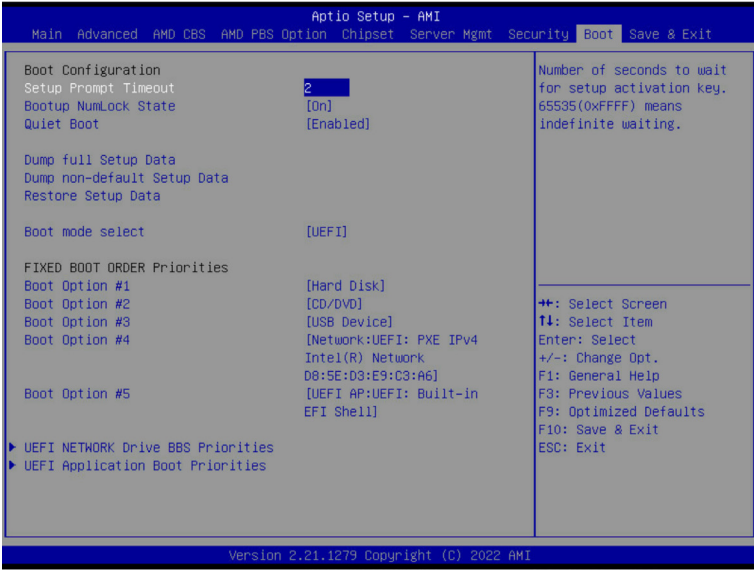 Aptio Setup – AMI
Main Advanced AMD CBS AMD PBS Option Chipset Server Mgmt Security Boot Save & Exit
Boot Configuration
Setup Prompt Timeout 2
Bootup NumLock State [On]
Quiet Boot [Enabled]
Dump full Setup Data
Dump non-default Setup Data
Restore Setup Data
Boot mode select [UEFI]
FIXED BOOT ORDER Priorities
Boot Option #1 [Hard Disk]
Boot Option #2 [CD/DVD]
Boot Option #3 [USB Device]
Boot Option #4 [Network:UEFI: PXE IPv4
Intel(R) Network
D8:5E:D3:E9:C3:A6]
Boot Option #5 [UEFI AP:UEFI: Built-in
EFI Shell]
UEFI NETWORK Drive BBS Priorities
UEFI Application Boot Priorities
Number of seconds to wait
for setup activation key.
65535(0xFFFF) means
indefinite waiting.
→←: Select Screen
↑↓: Select Item
Enter: Select
+/-: Change Opt.
F1: General Help
F3: Previous Values
F9: Optimized Defaults
F10: Save & Exit
ESC: Exit
Version 2.21.1279 Copyright (C) 2022 AMI